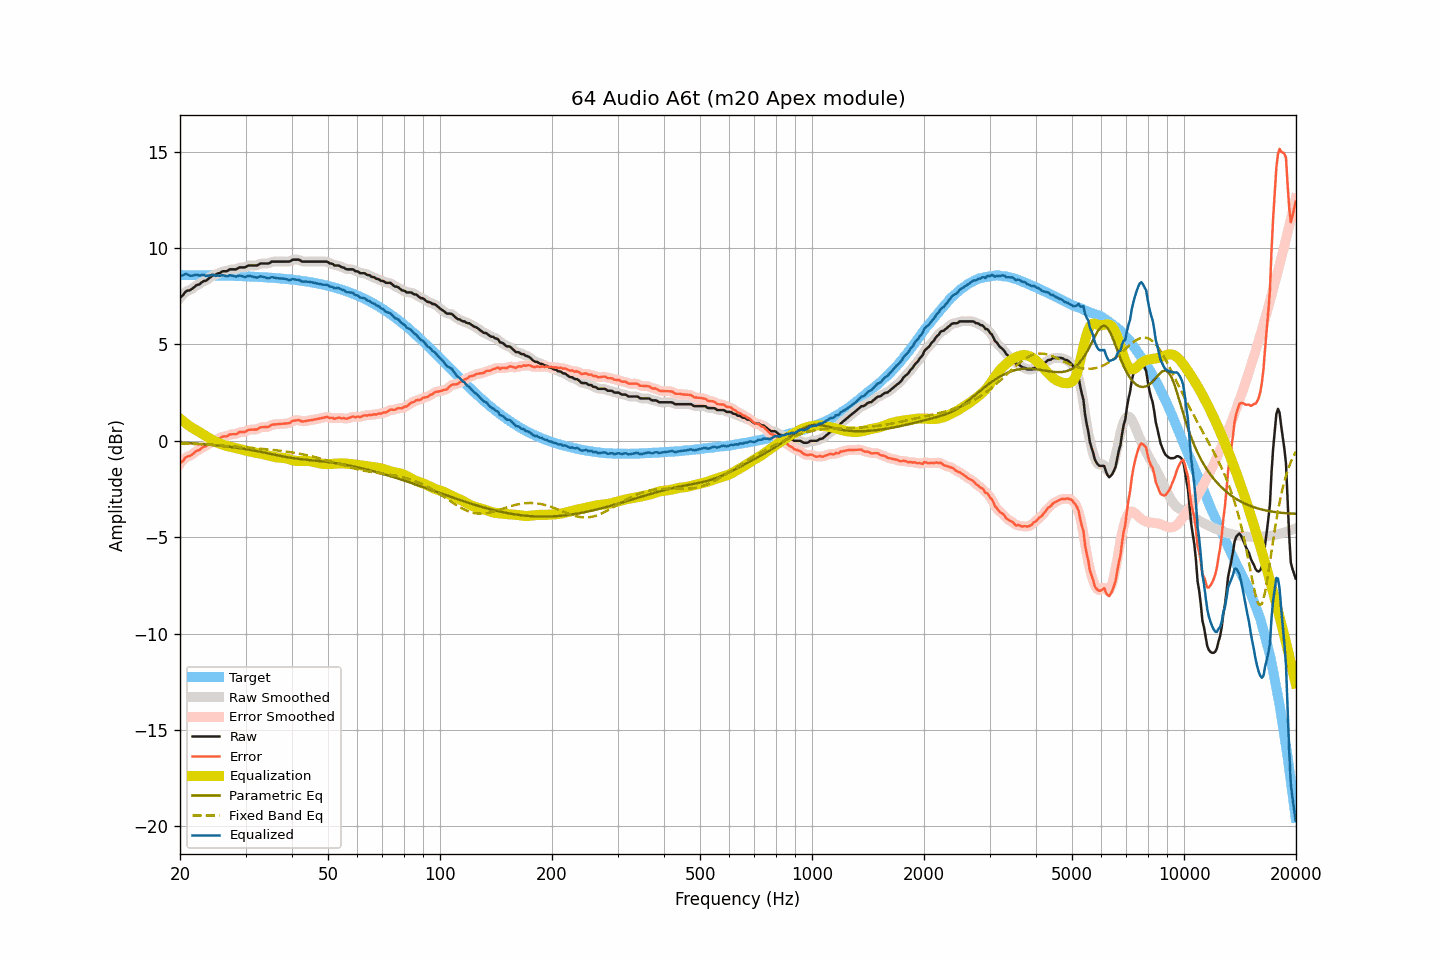 64 Audio A6t (m20 Apex module)
15
10
5
0
−5
−10
−15
−20
Amplitude (dBr)
Target
Raw Smoothed
Error Smoothed
Raw
Error
Equalization
Parametric Eq
Fixed Band Eq
Equalized
20 50 100 200 500 1000 2000 5000 10000 20000
Frequency (Hz)